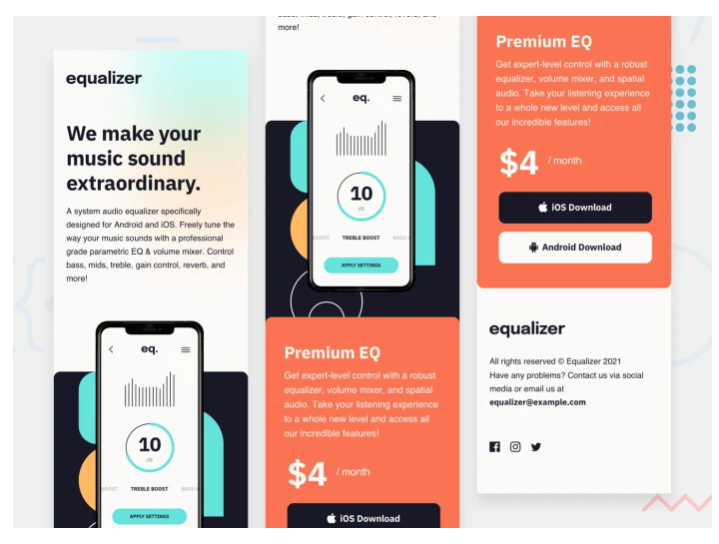 equalizer
We make your
music sound
extraordinary.
A system audio equalizer specifically
designed for Android and iOS. Freely tune the
way your music sounds with a professional
grade parametric EQ & volume mixer. Control
bass, mids, treble, gain control, reverb, and
more!
eq.
10
dB
TREBLE BOOST
APPLY SETTINGS
more!
eq.
10
dB
TREBLE BOOST
APPLY SETTINGS
Premium EQ
Get expert-level control with a robust
equalizer, volume mixer, and spatial
audio. Take your listening experience
to a whole new level and access all
our incredible features!
$4 / month
iOS Download
Premium EQ
Get expert-level control with a robust
equalizer, volume mixer, and spatial
audio. Take your listening experience
to a whole new level and access all
our incredible features!
$4 / month
iOS Download
Android Download
equalizer
All rights reserved © Equalizer 2021
Have any problems? Contact us via social
media or email us at
equalizer@example.com